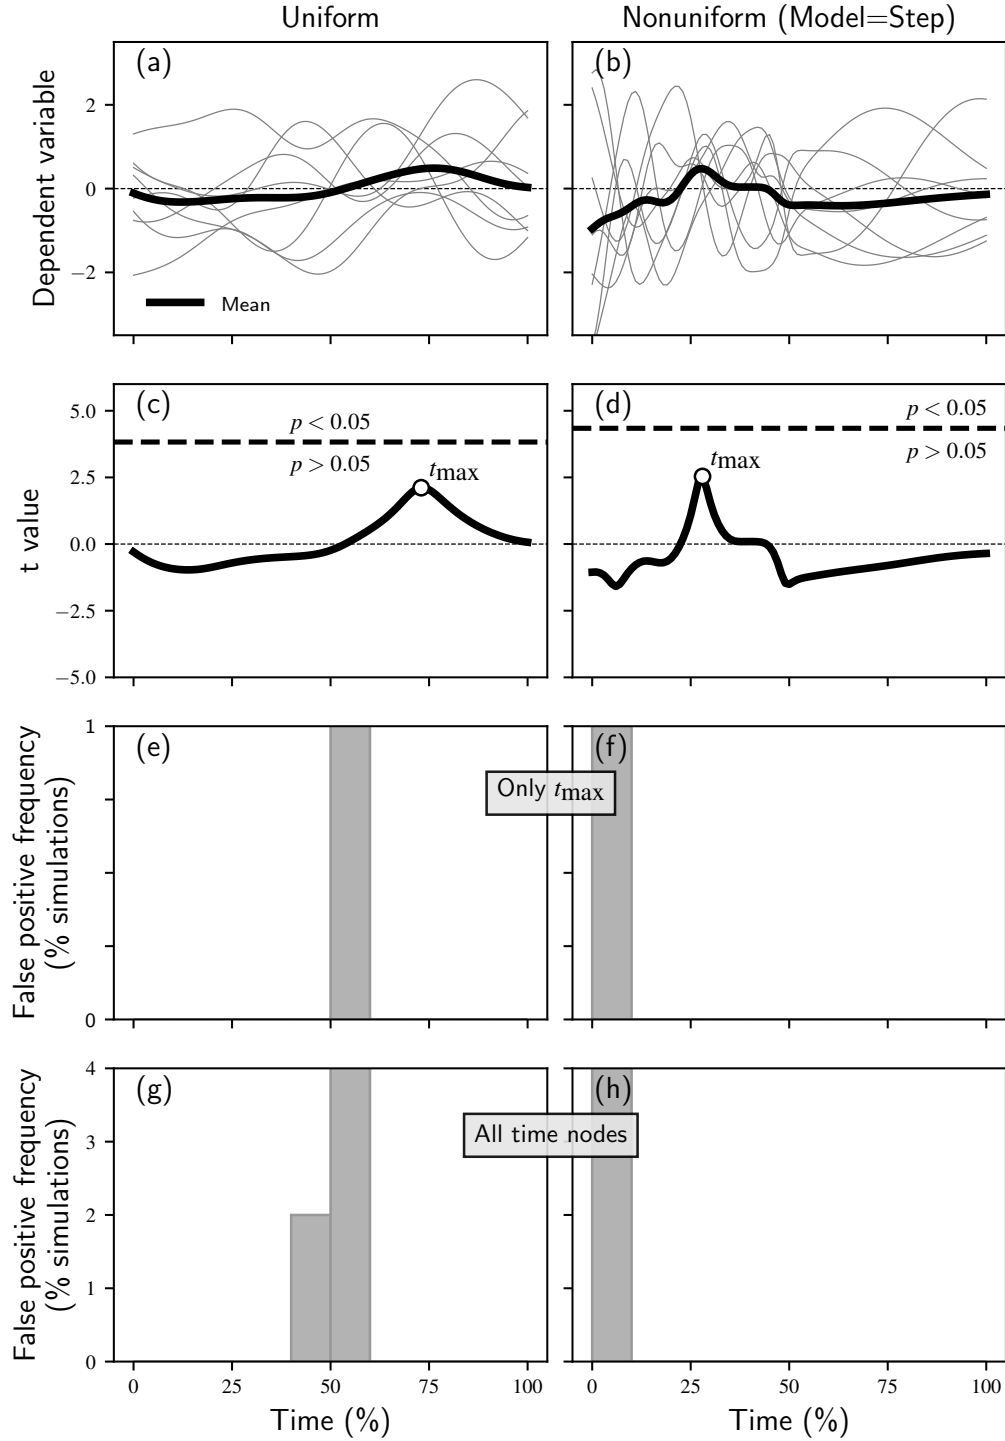 Uniform
Nonuniform (Model=Step)
(a)
(b)
Dependent variable
2
0
−2
Mean
(c)
(d)
t value
5.0
2.5
0.0
−2.5
−5.0
p < 0.05
p > 0.05
tmax
p < 0.05
p > 0.05
tmax
(e)
(f)
False positive frequency
(% simulations)
1
0
Only tmax
(g)
(h)
False positive frequency
(% simulations)
4
3
2
1
0
All time nodes
0 25 50 75 100
0 25 50 75 100
Time (%)
Time (%)